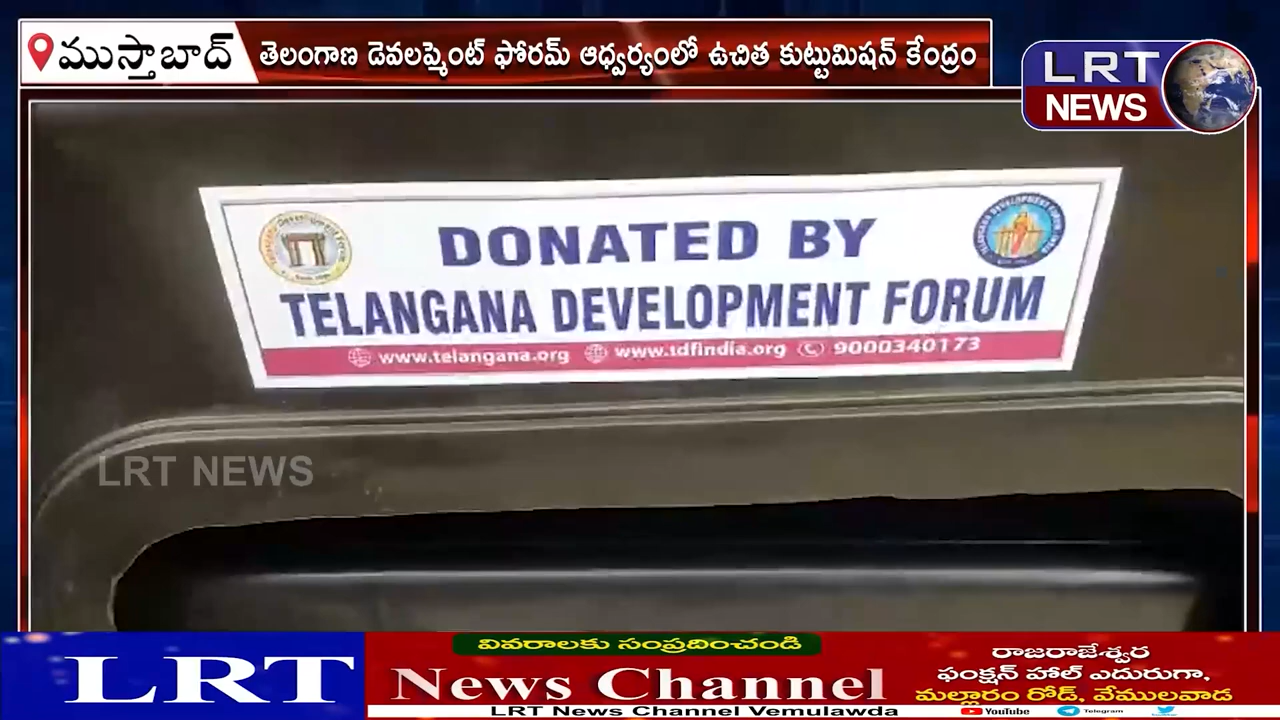 ముస్తాబాద్
తెలంగాణ డెవలప్మెంట్ ఫోరమ్ ఆధ్వర్యంలో ఉచిత కుట్టుమిషన్ కేంద్రం
LRT
NEWS
DONATED BY
TELANGANA DEVELOPMENT FORUM
www.telangana.org www.tdfindia.org 9000340173
LRT NEWS
LRT
వివరాలకు సంప్రదించండి
News Channel
LRT News Channel Vemulawda
రాజరాజేశ్వర
ఫంక్షన్ హాల్ ఎదురుగా,
మల్లారం రోడ్, వేములవాడ
YouTube Telegram